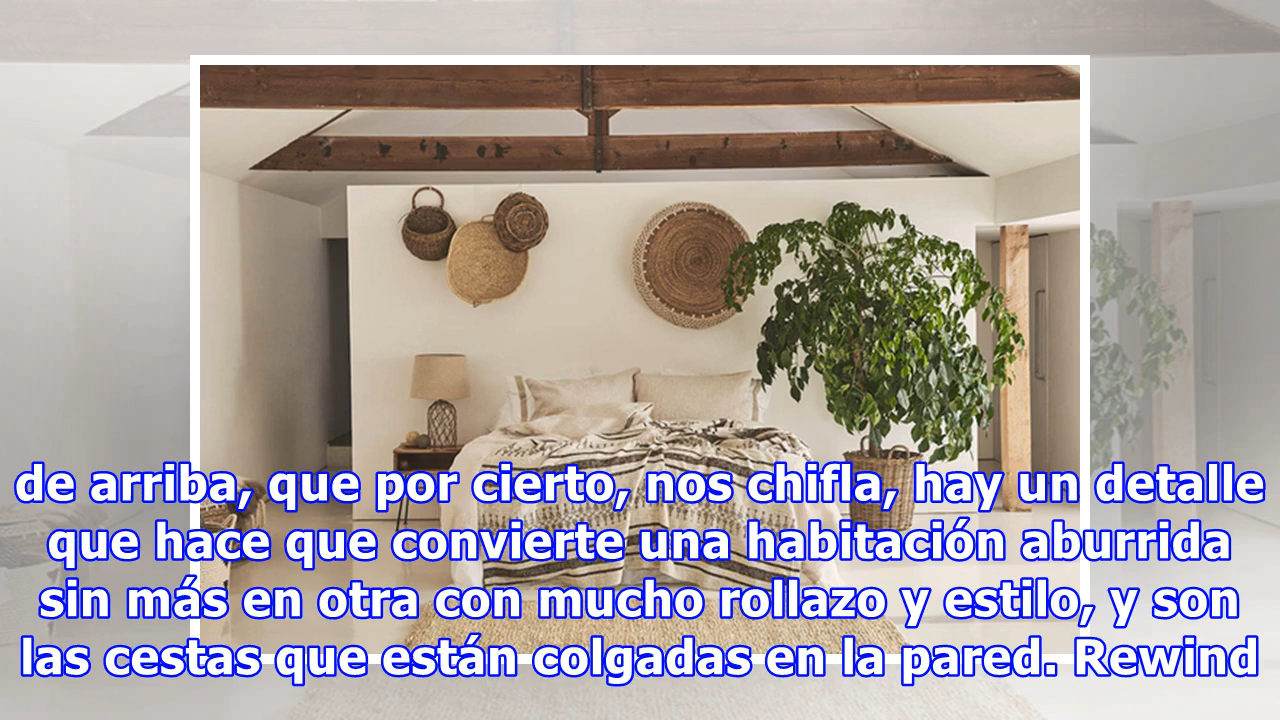 de arriba, que por cierto, nos chifla, hay un detalle
que hace que convierte una habitación aburrida
sin más en otra con mucho rollazo y estilo, y son
las cestas que están colgadas en la pared. Rewind